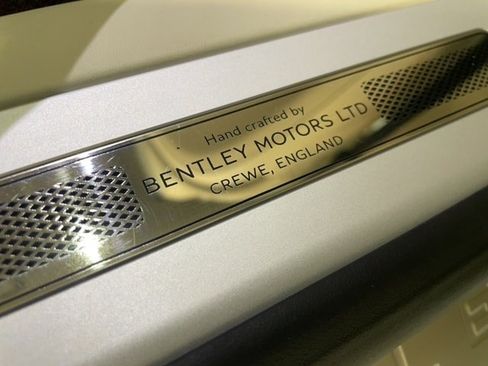 Hand crafted by
BENTLEY MOTORS LTD
CREWE, ENGLAND